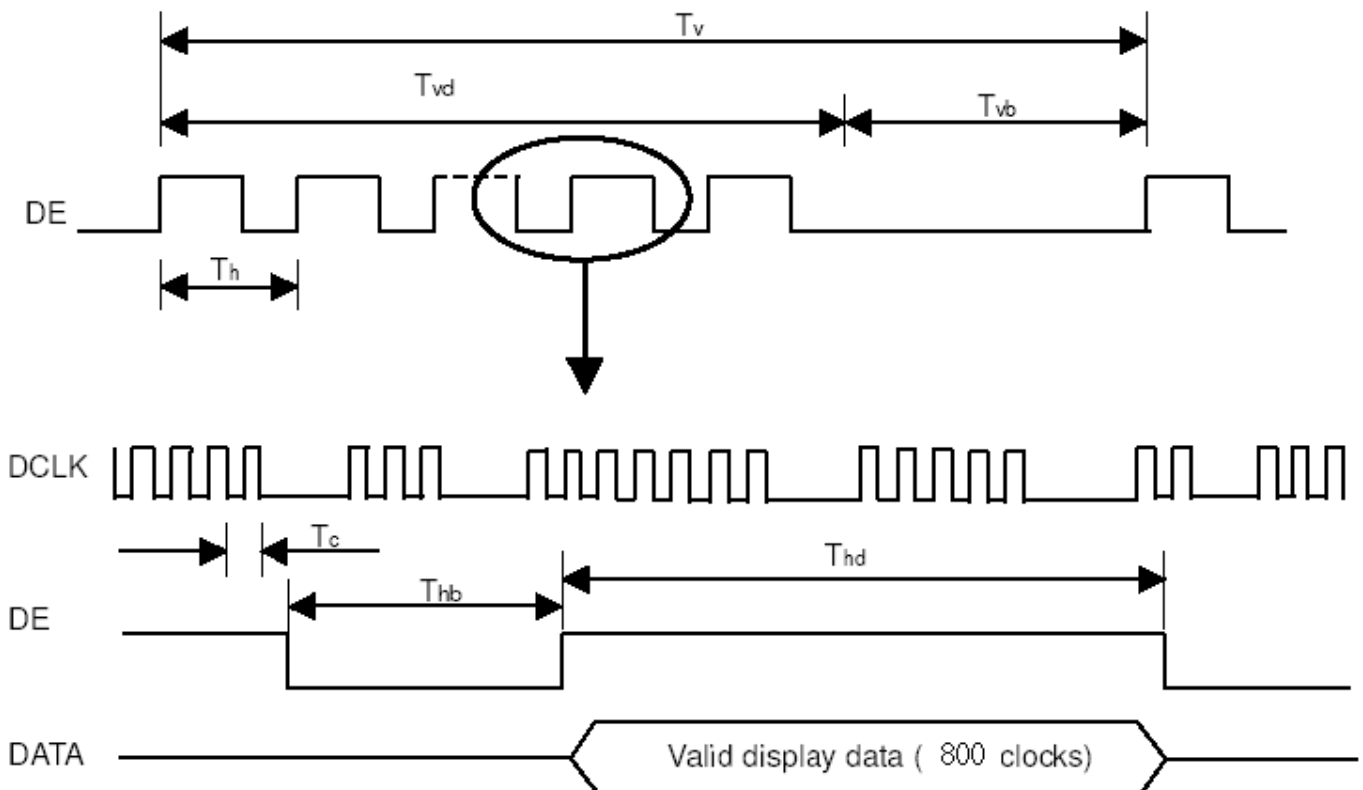 Tv
Tvd
Tvb
DE
Th
DCLK
Tc
Thd
Thb
DE
DATA
Valid display data ( 800 clocks)